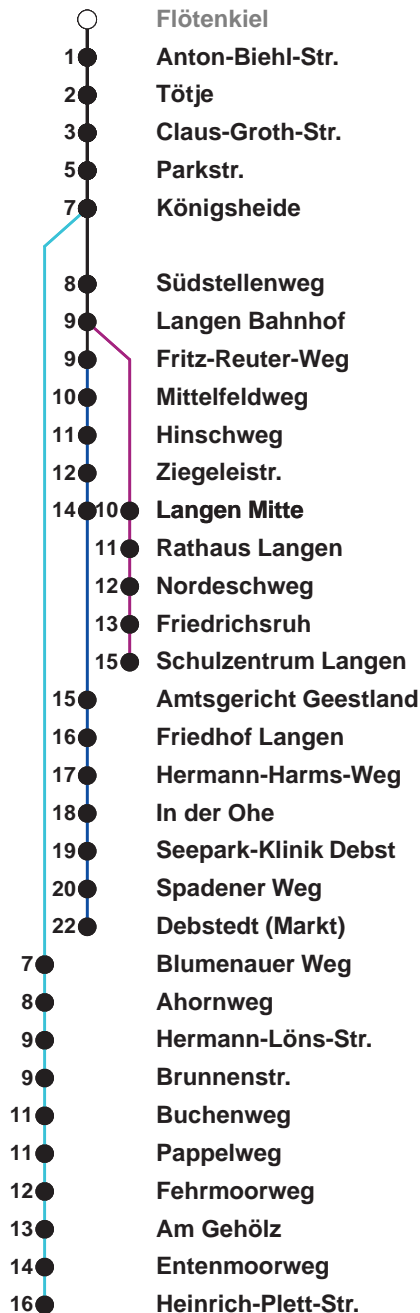 Flötenkiel
1 Anton-Biehl-Str.
2 Tötje
3 Claus-Groth-Str.
5 Parkstr.
7 Königsheide
8 Südstellenweg
9 Langen Bahnhof
9 Fritz-Reuter-Weg
10 Mittelfeldweg
11 Hinschweg
12 Ziegeleistr.
14 10 Langen Mitte
11 Rathaus Langen
12 Nordeschweg
13 Friedrichsruh
15 Schulzentrum Langen
15 Amtsgericht Geestland
16 Friedhof Langen
17 Hermann-Harms-Weg
18 In der Ohe
19 Seepark-Klinik Debst
20 Spadener Weg
22 Debstedt (Markt)
7 Blumenauer Weg
8 Ahornweg
9 Hermann-Löns-Str.
9 Brunnenstr.
11 Buchenweg
11 Pappelweg
12 Fehrmoorweg
13 Am Gehölz
14 Entenmoorweg
16 Heinrich-Plett-Str.